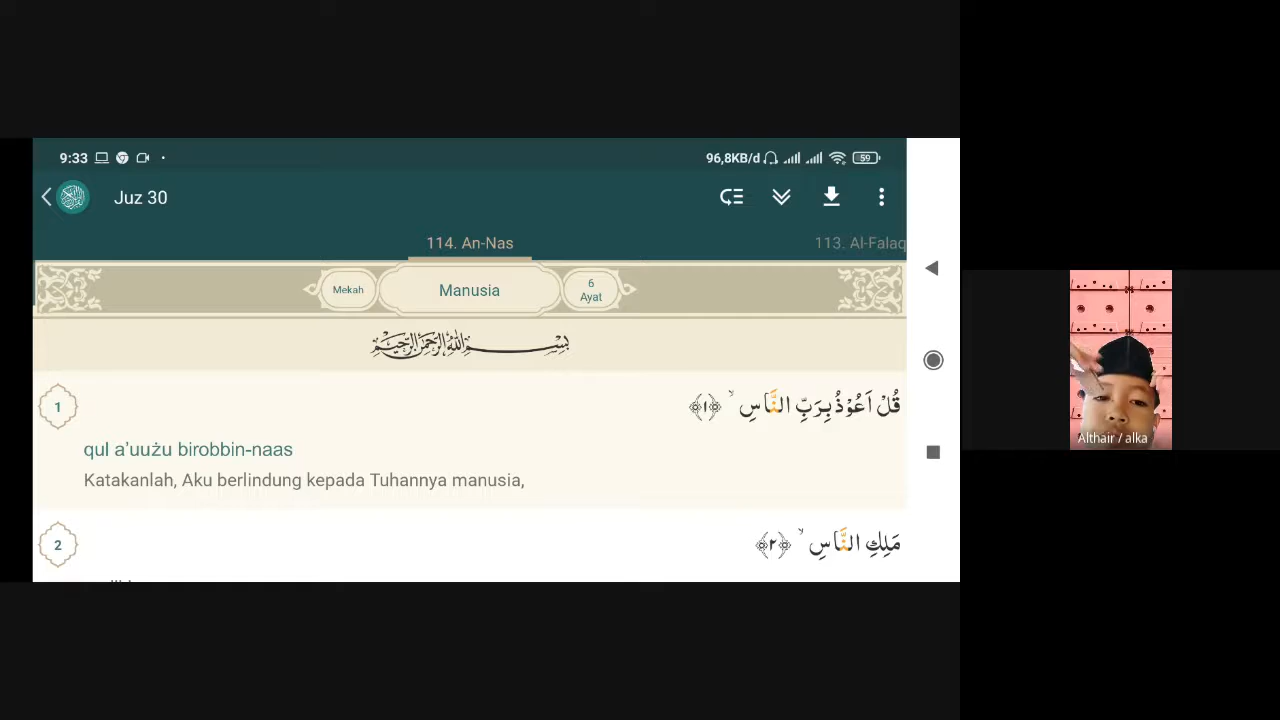 9:33 96,8KB/d 59
Juz 30
114. An-Nas 113. Al-Falaq
Mekah Manusia 6 Ayat
بِسْمِ اللّٰهِ الرَّحْمٰنِ الرَّحِيْمِ
1
قُلْ اَعُوْذُ بِرَبِّ النَّاسِ ۙ ﴿١﴾
qul a'uużu birobbin-naas
Katakanlah, Aku berlindung kepada Tuhannya manusia,
2
مَلِكِ النَّاسِ ۙ ﴿٢﴾
Althair / alka